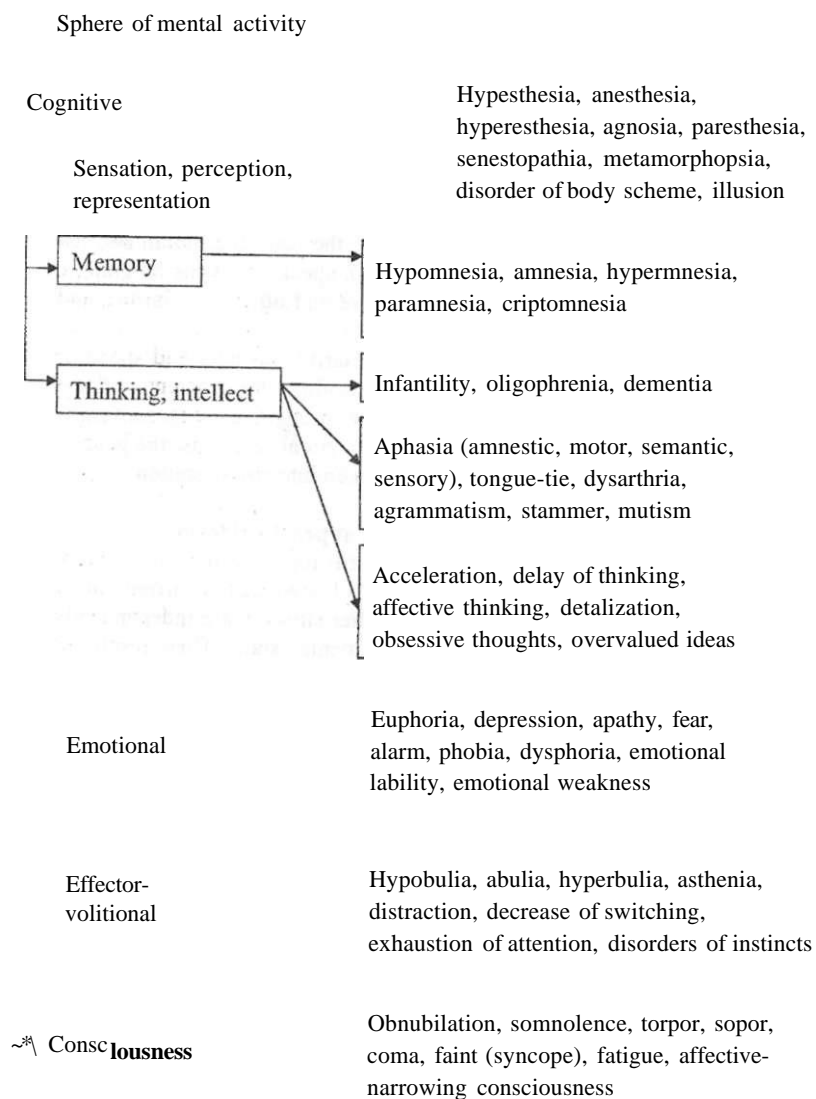 Sphere of mental activity
Cognitive
Hypesthesia, anesthesia,
hyperesthesia, agnosia, paresthesia,
senestopathia, metamorphopsia,
disorder of body scheme, illusion
Sensation, perception,
representation
Memory
Hypomnesia, amnesia, hypermnesia,
paramnesia, criptomnesia
Thinking, intellect
Infantility, oligophrenia, dementia
Aphasia (amnestic, motor, semantic,
sensory), tongue-tie, dysarthria,
agrammatism, stammer, mutism
Acceleration, delay of thinking,
affective thinking, detalization,
obsessive thoughts, overvalued ideas
Emotional
Euphoria, depression, apathy, fear,
alarm, phobia, dysphoria, emotional
lability, emotional weakness
Effector-
volitional
Hypobulia, abulia, hyperbulia, asthenia,
distraction, decrease of switching,
exhaustion of attention, disorders of instincts
~*\ Consclousness
Obnubilation, somnolence, torpor, sopor,
coma, faint (syncope), fatigue, affective-
narrowing consciousness